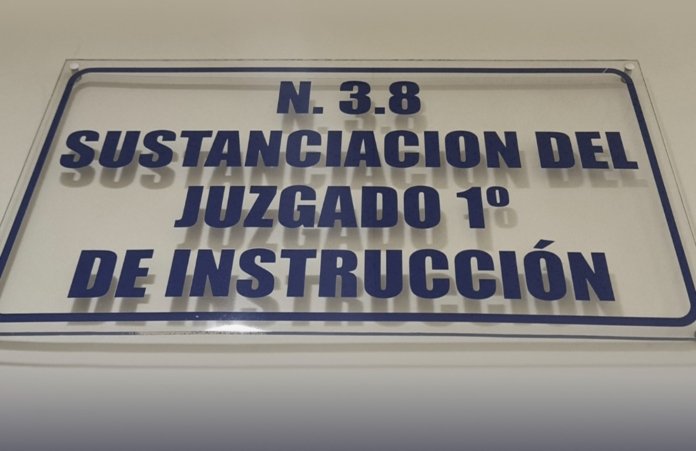 N. 3.8
SUSTANCIACION DEL
JUZGADO 1º
DE INSTRUCCIÓN